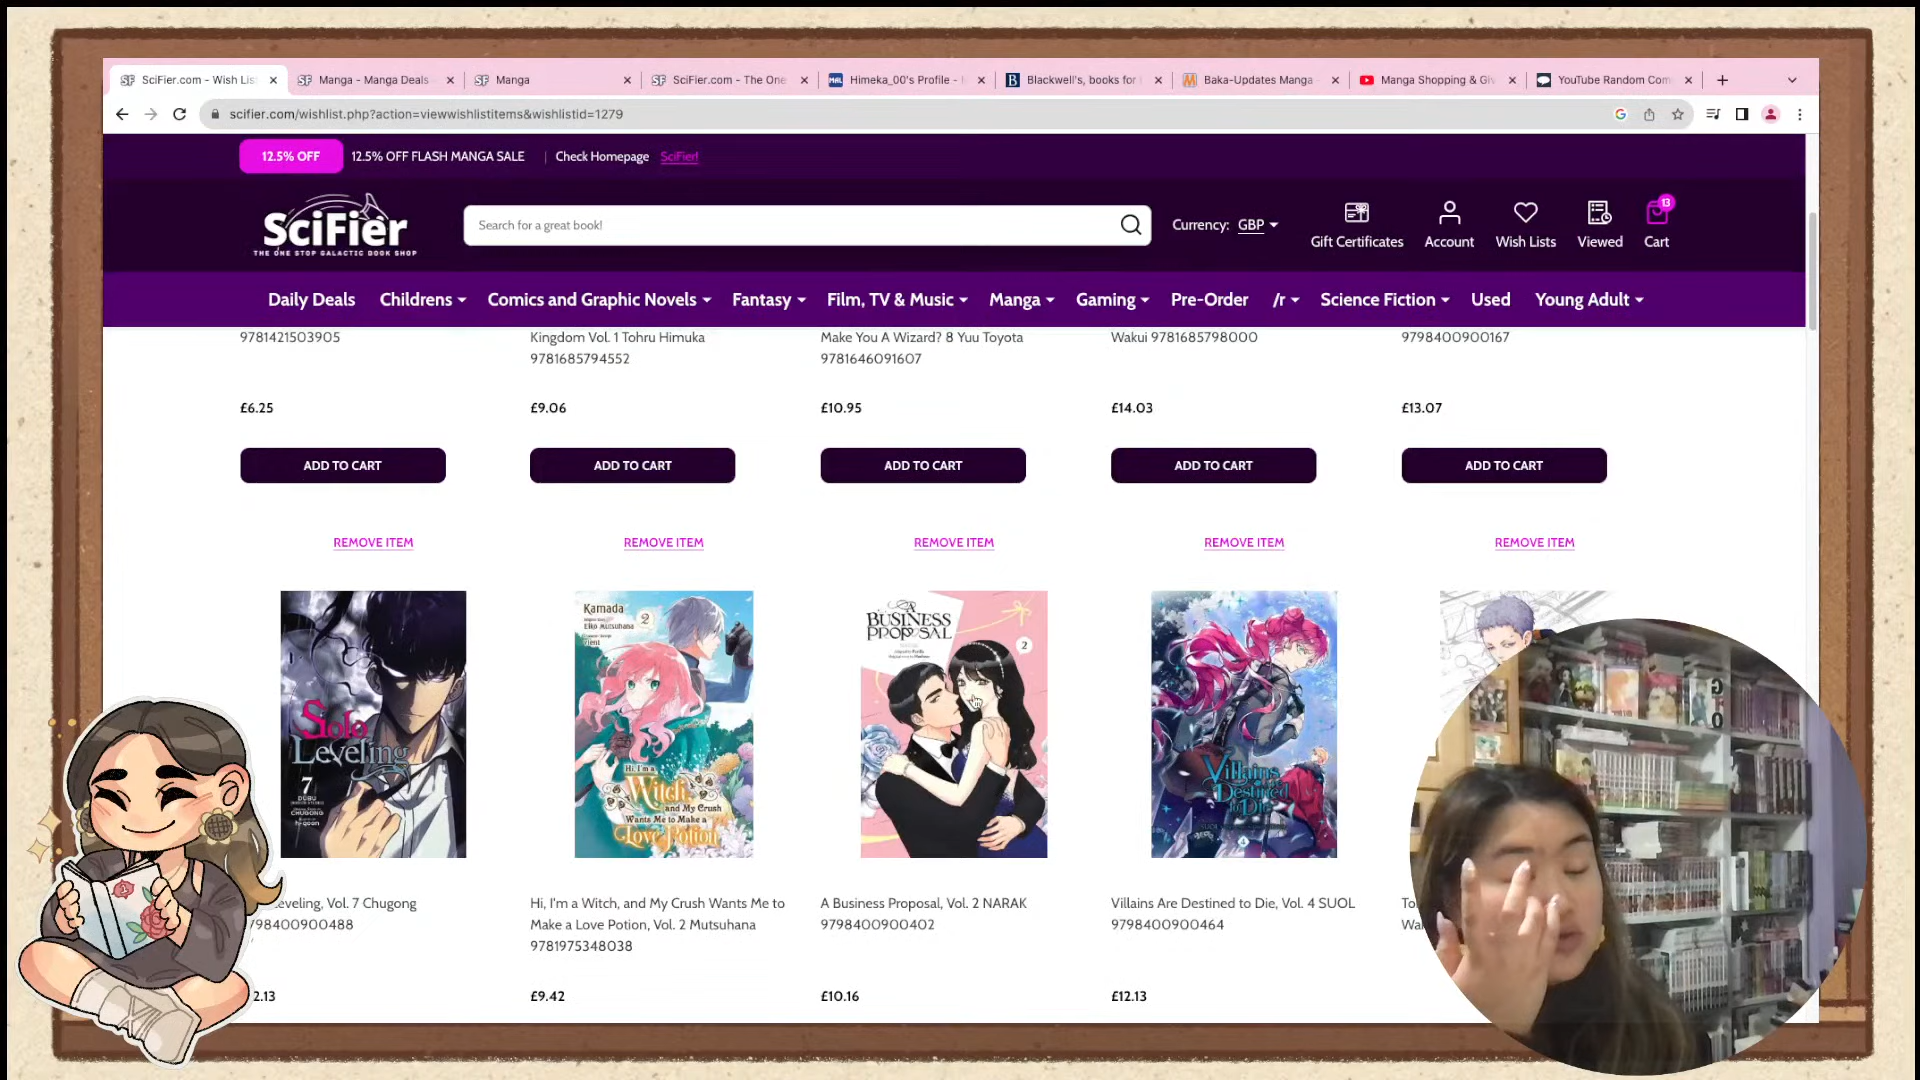 SciFier.com - Wish Lis
Manga - Manga Deals
Manga
SciFier.com - The One
Himeka_00's Profile -
Blackwell's, books for
Baka-Updates Manga
Manga Shopping & Gi
YouTube Random Com
scifier.com/wishlist.php?action=viewwishlistitems&wishlistid=1279
12.5% OFF
12.5% OFF FLASH MANGA SALE
Check Homepage
SciFier!
SciFier
THE ONE STOP GALACTIC BOOK SHOP
Search for a great book!
Currency: GBP
Gift Certificates
Account
Wish Lists
Viewed
13
Cart
Daily Deals
Childrens
Comics and Graphic Novels
Fantasy
Film, TV & Music
Manga
Gaming
Pre-Order
/r
Science Fiction
Used
Young Adult
9781421503905
Kingdom Vol. 1 Tohru Himuka
9781685794552
Make You A Wizard? 8 Yuu Toyota
9781646091607
Wakui 9781685798000
9798400900167
£6.25
£9.06
£10.95
£14.03
£13.07
ADD TO CART
ADD TO CART
ADD TO CART
ADD TO CART
ADD TO CART
REMOVE ITEM
REMOVE ITEM
REMOVE ITEM
REMOVE ITEM
REMOVE ITEM
Solo
Leveling
7
DUBU
CHUGONG
Kamada
Eiko Mutsuhana
2
Hi, I'm a
Witch,
and My Crush
Wants Me to Make a
Love Potion
A
BUSINESS
PROPOSAL
2
Villains
Are
Destined to
Die
SUOL
4
eveling, Vol. 7 Chugong
9798400900488
Hi, I'm a Witch, and My Crush Wants Me to
Make a Love Potion, Vol. 2 Mutsuhana
9781975348038
A Business Proposal, Vol. 2 NARAK
9798400900402
Villains Are Destined to Die, Vol. 4 SUOL
9798400900464
2.13
£9.42
£10.16
£12.13